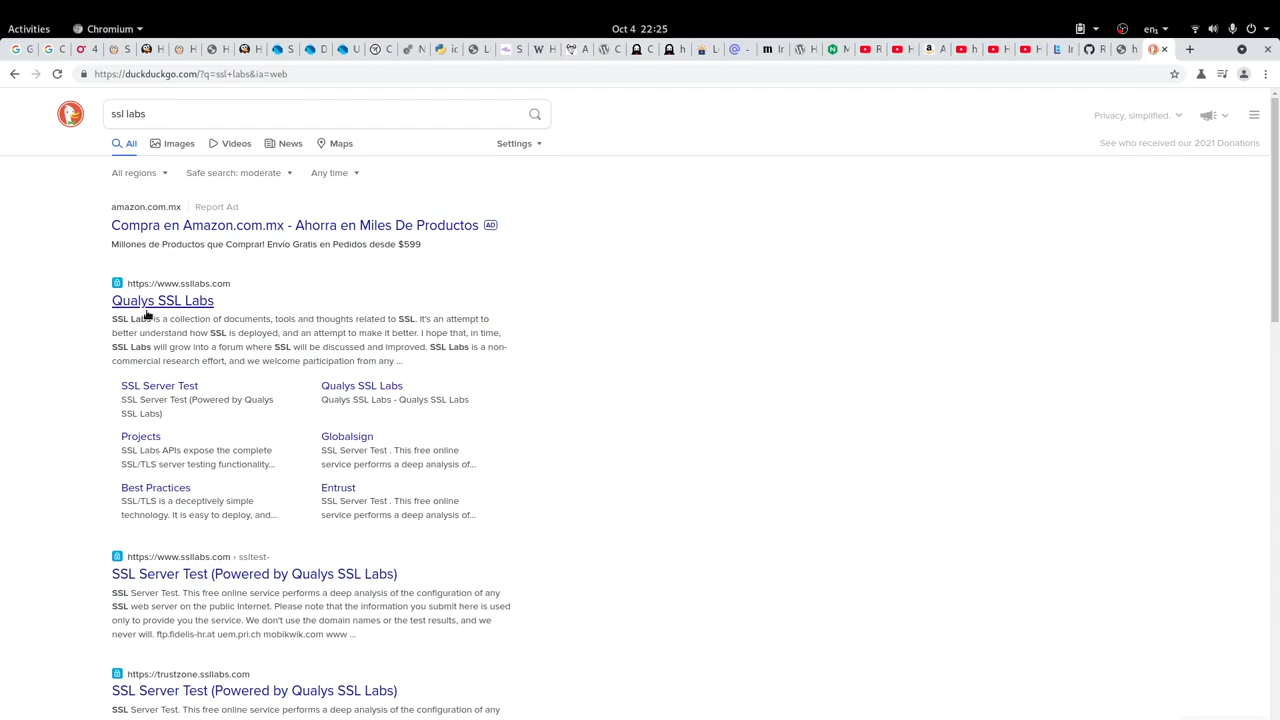 Activities Chromium Oct 4 22:25 en₁
https://duckduckgo.com/?q=ssl+labs&ia=web
ssl labs
Privacy, simplified.
All Images Videos News Maps Settings
See who received our 2021 Donations
All regions Safe search: moderate Any time
amazon.com.mx Report Ad
Compra en Amazon.com.mx - Ahorra en Miles De Productos AD
Millones de Productos que Comprar! Envío Gratis en Pedidos desde $599
https://www.ssllabs.com
Qualys SSL Labs
SSL Labs is a collection of documents, tools and thoughts related to SSL. It's an attempt to
better understand how SSL is deployed, and an attempt to make it better. I hope that, in time,
SSL Labs will grow into a forum where SSL will be discussed and improved. SSL Labs is a non-
commercial research effort, and we welcome participation from any ...
SSL Server Test
SSL Server Test (Powered by Qualys
SSL Labs)
Qualys SSL Labs
Qualys SSL Labs - Qualys SSL Labs
Projects
SSL Labs APIs expose the complete
SSL/TLS server testing functionality...
Globalsign
SSL Server Test . This free online
service performs a deep analysis of...
Best Practices
SSL/TLS is a deceptively simple
technology. It is easy to deploy, and...
Entrust
SSL Server Test . This free online
service performs a deep analysis of...
https://www.ssllabs.com › ssltest-
SSL Server Test (Powered by Qualys SSL Labs)
SSL Server Test. This free online service performs a deep analysis of the configuration of any
SSL web server on the public Internet. Please note that the information you submit here is used
only to provide you the service. We don't use the domain names or the test results, and we
never will. ftp.fidelis-hr.at uem.pri.ch mobikwik.com www ...
https://trustzone.ssllabs.com
SSL Server Test (Powered by Qualys SSL Labs)
SSL Server Test. This free online service performs a deep analysis of the configuration of any